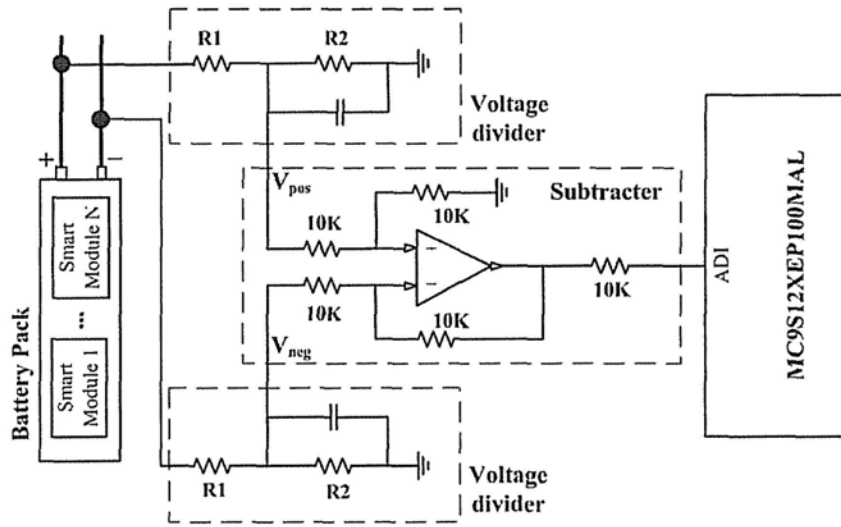 R1
R2
Voltage
divider
+
−
V_pos
Subtracter
10K
10K
−
−
10K
10K
10K
V_neg
Battery Pack
Smart
Module N
...
Smart
Module 1
ADI
MC9S12XEP100MAL
R1
R2
Voltage
divider